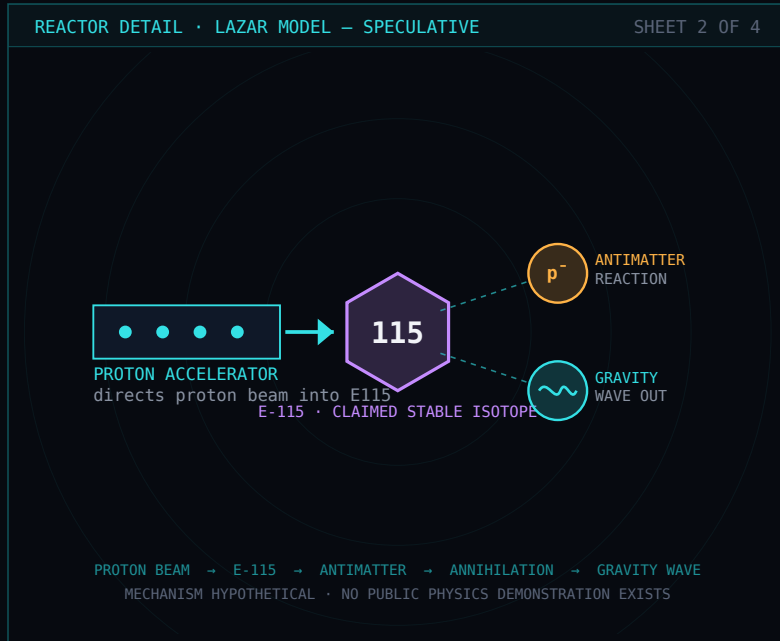 REACTOR DETAIL · LAZAR MODEL — SPECULATIVE
SHEET 2 OF 4
p⁻
ANTIMATTER
REACTION
115
PROTON ACCELERATOR
directs proton beam into E115
E-115 · CLAIMED STABLE ISOTOPE
GRAVITY
WAVE OUT
PROTON BEAM → E-115 → ANTIMATTER → ANNIHILATION → GRAVITY WAVE
MECHANISM HYPOTHETICAL · NO PUBLIC PHYSICS DEMONSTRATION EXISTS